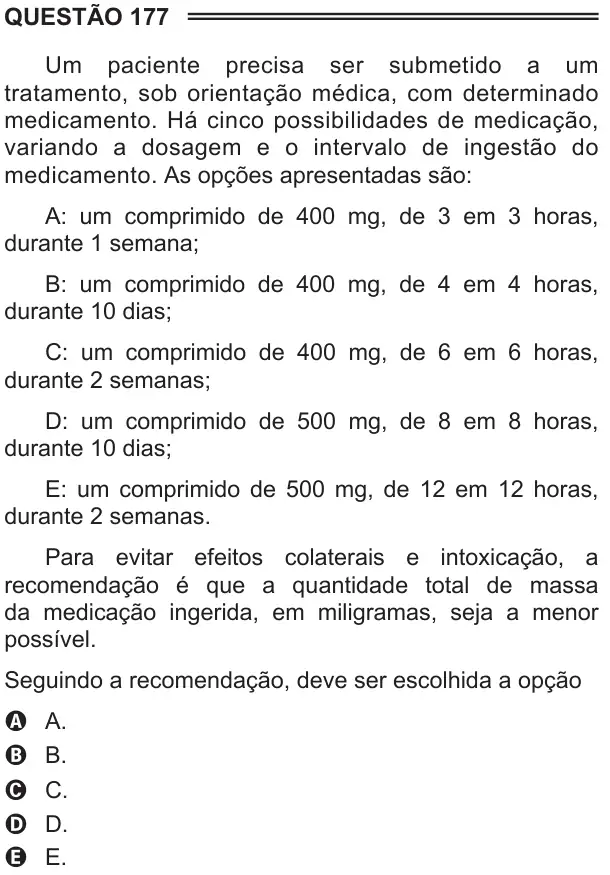 QUESTÃO 177
Um paciente precisa ser submetido a um
tratamento, sob orientação médica, com determinado
medicamento. Há cinco possibilidades de medicação,
variando a dosagem e o intervalo de ingestão do
medicamento. As opções apresentadas são:
A: um comprimido de 400 mg, de 3 em 3 horas,
durante 1 semana;
B: um comprimido de 400 mg, de 4 em 4 horas,
durante 10 dias;
C: um comprimido de 400 mg, de 6 em 6 horas,
durante 2 semanas;
D: um comprimido de 500 mg, de 8 em 8 horas,
durante 10 dias;
E: um comprimido de 500 mg, de 12 em 12 horas,
durante 2 semanas.
Para evitar efeitos colaterais e intoxicação, a
recomendação é que a quantidade total de massa
da medicação ingerida, em miligramas, seja a menor
possível.
Seguindo a recomendação, deve ser escolhida a opção
A A.
B B.
C C.
D D.
E E.